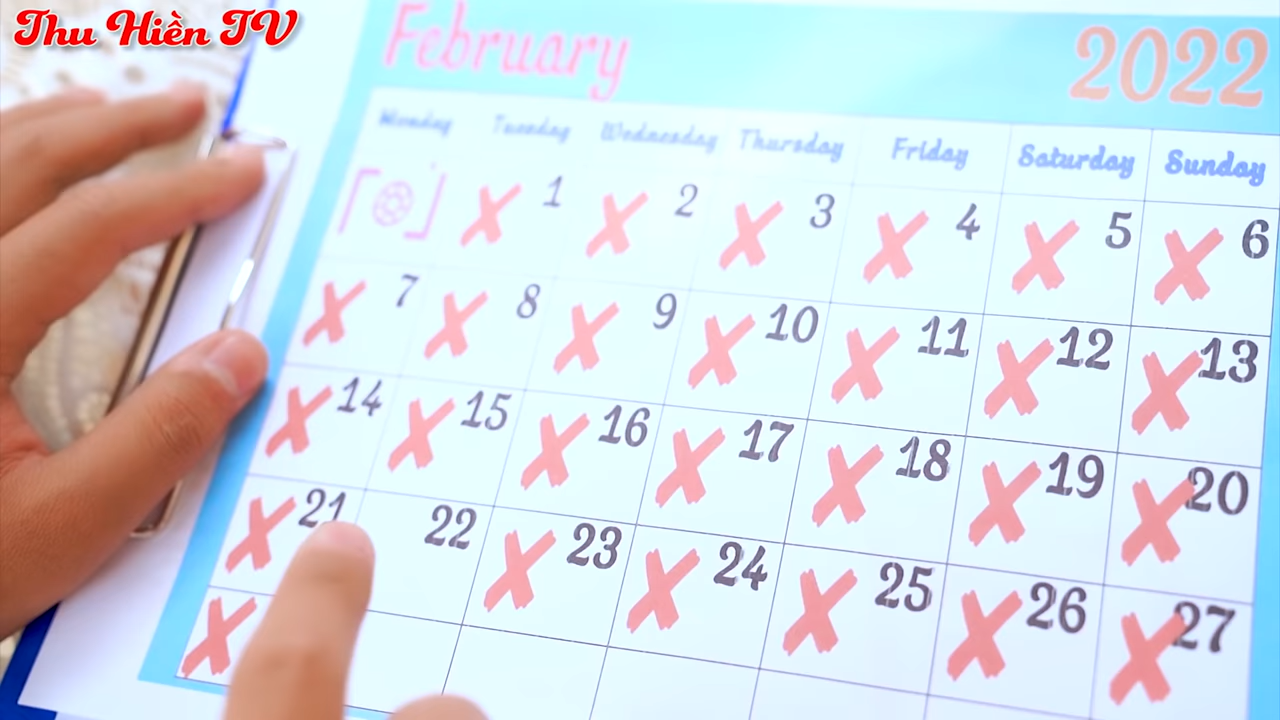 Thu Hiền TV
February 2022
Monday Tuesday Wednesday Thursday Friday Saturday Sunday
1 2 3 4 5 6
7 8 9 10 11 12 13
14 15 16 17 18 19 20
21 22 23 24 25 26 27